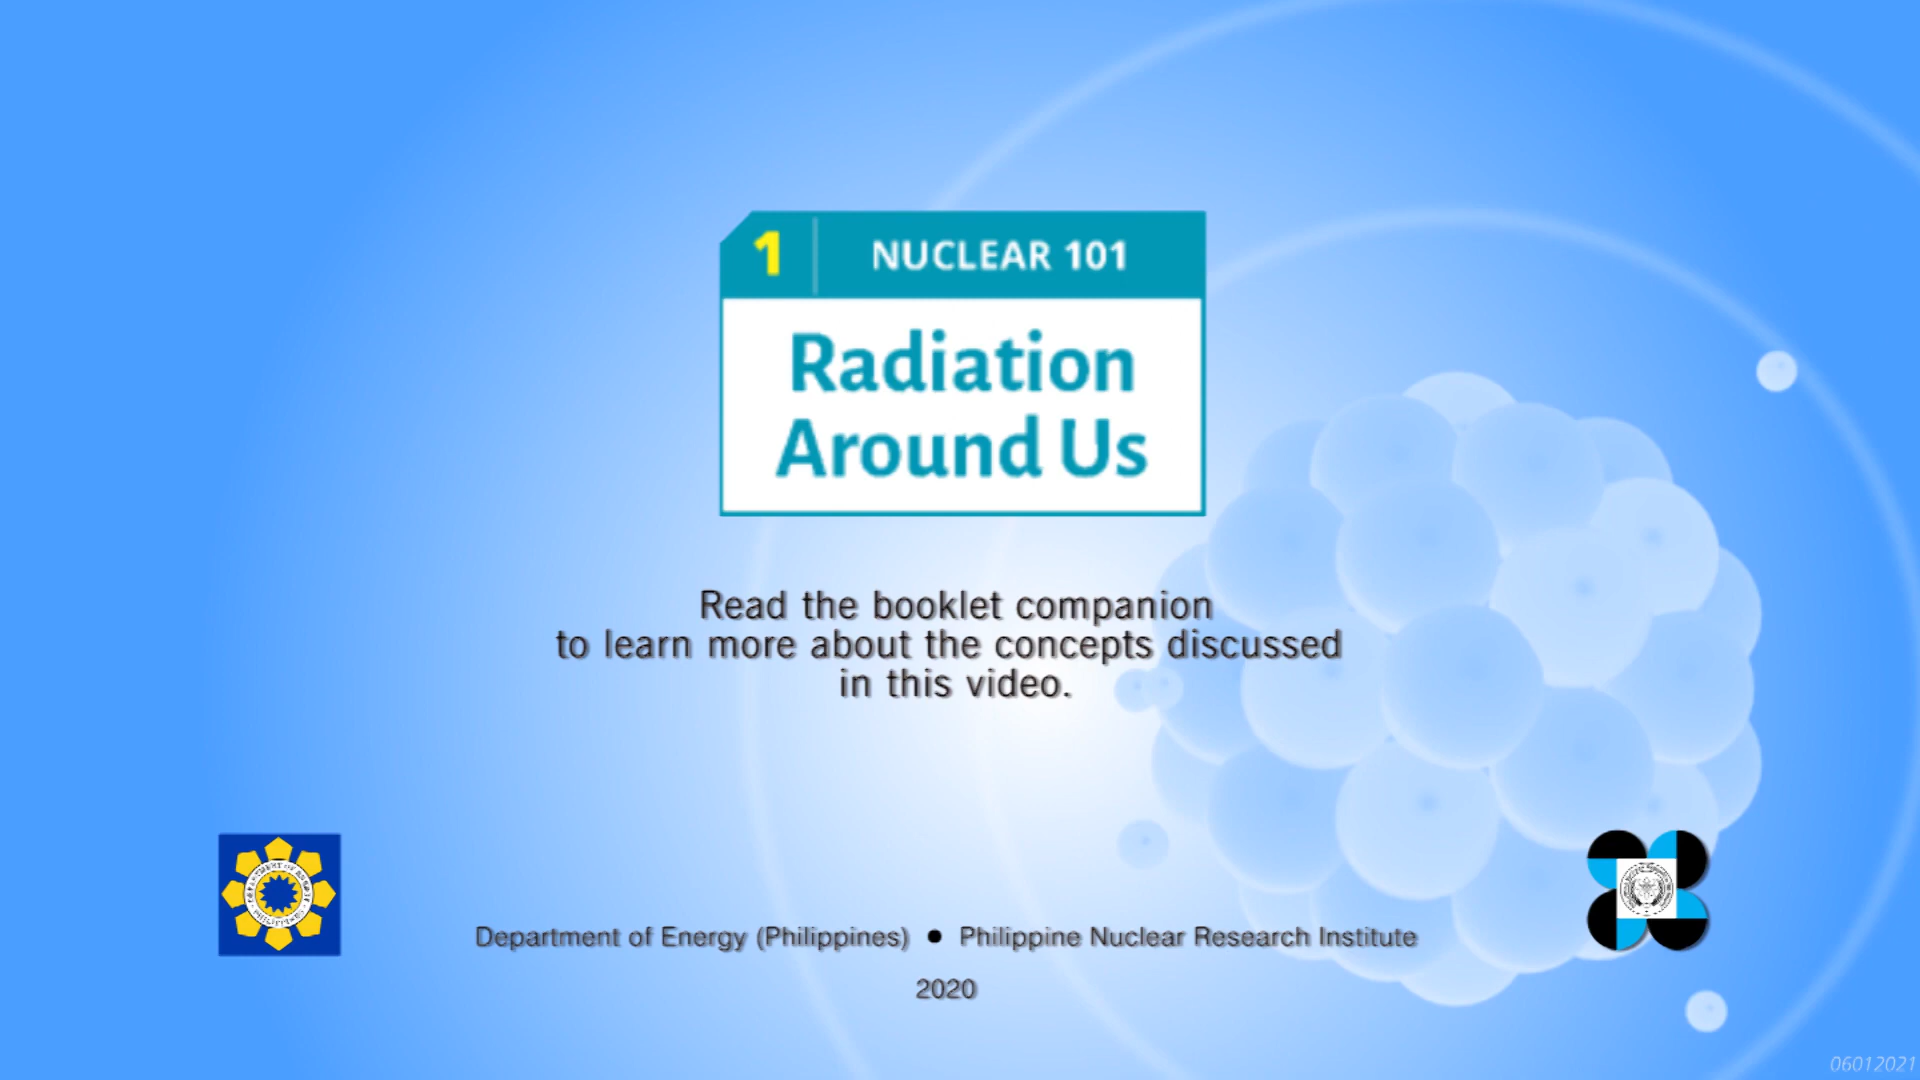 1 NUCLEAR 101
Radiation
Around Us
Read the booklet companion
to learn more about the concepts discussed
in this video.
Department of Energy (Philippines) ● Philippine Nuclear Research Institute
2020
06012021